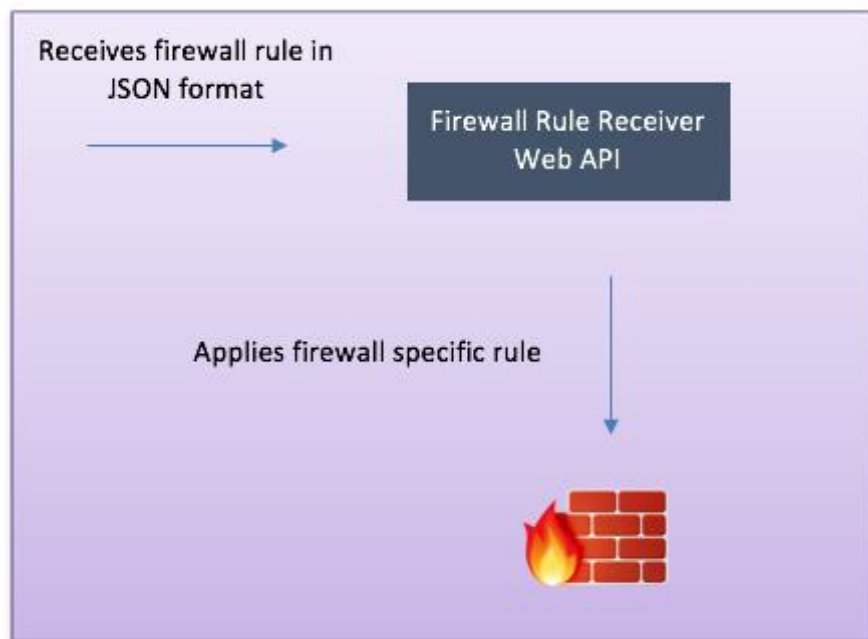 Receives firewall rule in
JSON format
Firewall Rule Receiver
Web API
Applies firewall specific rule